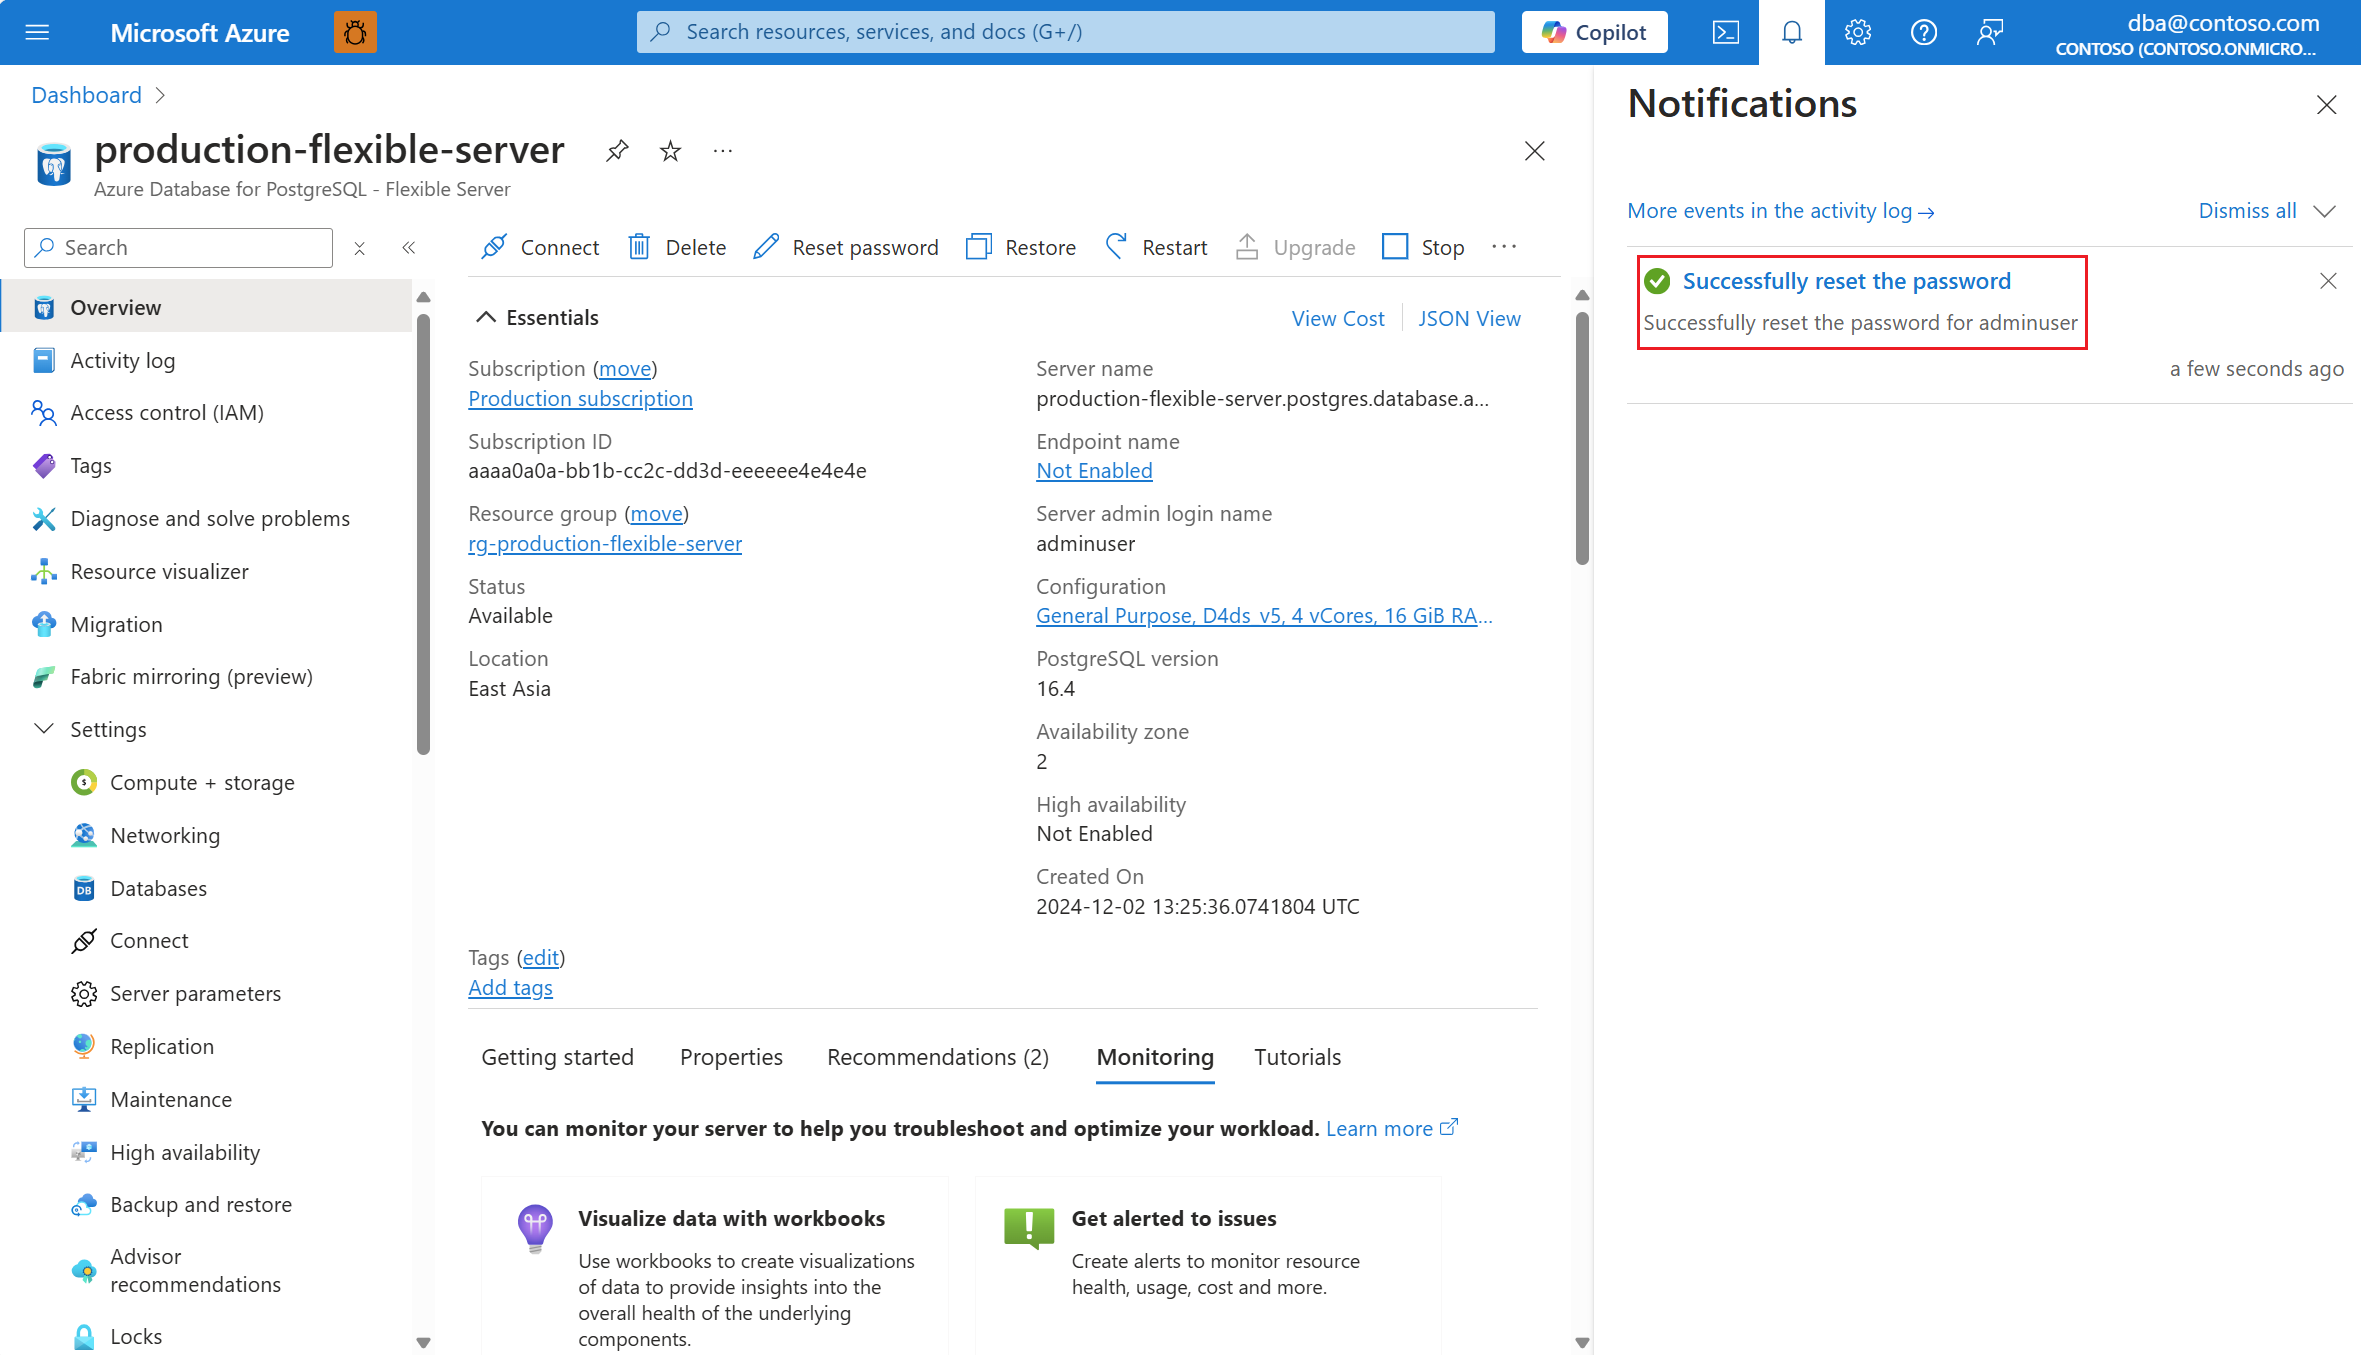 Microsoft Azure
Search resources, services, and docs (G+/)
Copilot
dba@contoso.com
CONTOSO (CONTOSO.ONMICRO...
Dashboard
production-flexible-server
Azure Database for PostgreSQL - Flexible Server
Search
Overview
Activity log
Access control (IAM)
Tags
Diagnose and solve problems
Resource visualizer
Migration
Fabric mirroring (preview)
Settings
Compute + storage
Networking
Databases
Connect
Server parameters
Replication
Maintenance
High availability
Backup and restore
Advisor
recommendations
Locks
Connect
Delete
Reset password
Restore
Restart
Upgrade
Stop
Essentials
View Cost
JSON View
Subscription (move)
Production subscription
Subscription ID
aaaa0a0a-bb1b-cc2c-dd3d-eeeeee4e4e4e
Resource group (move)
rg-production-flexible-server
Status
Available
Location
East Asia
Server name
production-flexible-server.postgres.database.a...
Endpoint name
Not Enabled
Server admin login name
adminuser
Configuration
General Purpose, D4ds_v5, 4 vCores, 16 GiB RA...
PostgreSQL version
16.4
Availability zone
2
High availability
Not Enabled
Created On
2024-12-02 13:25:36.0741804 UTC
Tags (edit)
Add tags
Getting started
Properties
Recommendations (2)
Monitoring
Tutorials
You can monitor your server to help you troubleshoot and optimize your workload. Learn more
Visualize data with workbooks
Use workbooks to create visualizations
of data to provide insights into the
overall health of the underlying
components.
Get alerted to issues
Create alerts to monitor resource
health, usage, cost and more.
Notifications
More events in the activity log →
Dismiss all
Successfully reset the password
Successfully reset the password for adminuser
a few seconds ago